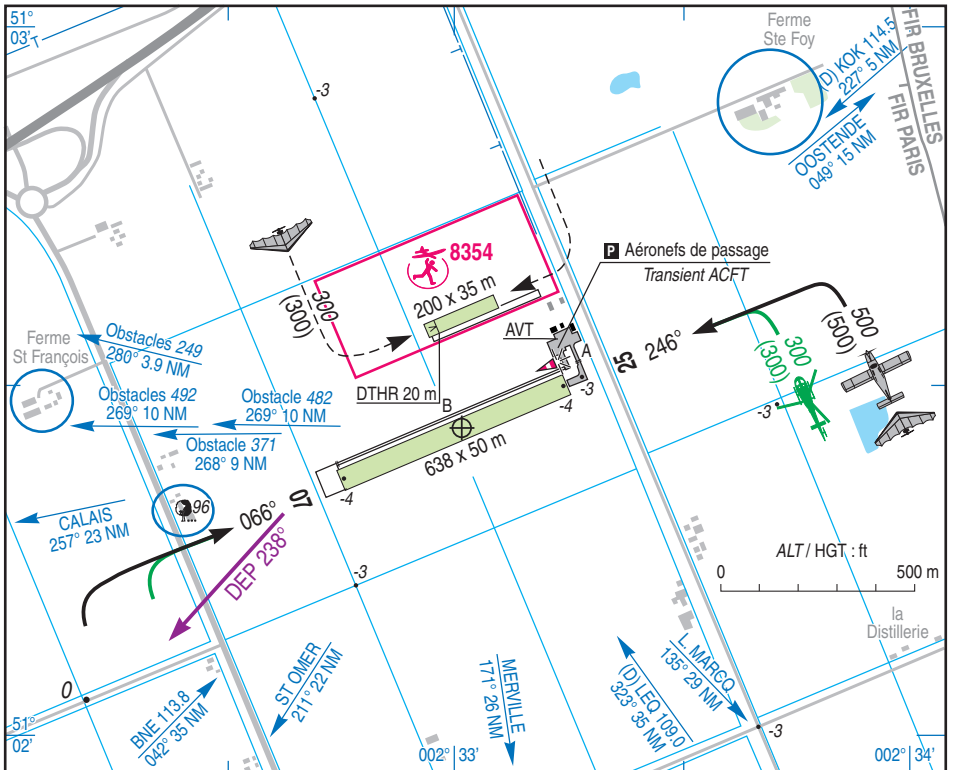 51°
03'
T
-3
Ferme
Ste Foy
(D) KOK 114.5
227° 5 NM
FIR BRUXELLES
FIR PARIS
OOSTENDE
049° 15 NM
T
8354
P Aéronefs de passage
Transient ACFT
200 x 35 m
300
(300)
AVT
A
25
246°
500
(500)
300
(300)
Ferme
St François
Obstacles 249
280° 3.9 NM
Obstacles 492
269° 10 NM
Obstacle 482
269° 10 NM
Obstacle 371
268° 9 NM
DTHR 20 m
B
-3
-4
-3
638 x 50 m
-4
07
066°
96
CALAIS
257° 23 NM
DEP 238°
-3
ALT / HGT : ft
0
500 m
la
Distillerie
0
BNE 113.8
042° 35 NM
ST OMER
211° 22 NM
MERVILLE
171° 26 NM
(D) LEQ 109.0
323° 35 NM
L. MARCQ
135° 29 NM
-3
51°
02'
002° 33'
002° 34'